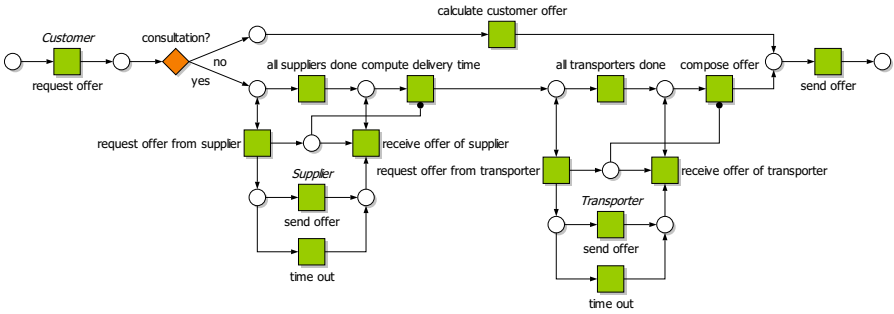 calculate customer offer
Customer
consultation?
no
yes
request offer
all suppliers done
compute delivery time
all transporters done
compose offer
send offer
request offer from supplier
receive offer of supplier
request offer from transporter
receive offer of transporter
Supplier
send offer
time out
Transporter
send offer
time out